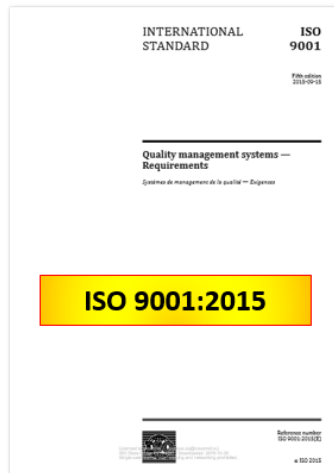 INTERNATIONAL
STANDARD
ISO
9001
Fifth edition
2015-09-15
Quality management systems —
Requirements
Systèmes de management de la qualité — Exigences
ISO 9001:2015
Reference number
ISO 9001:2015(E)
© ISO 2015